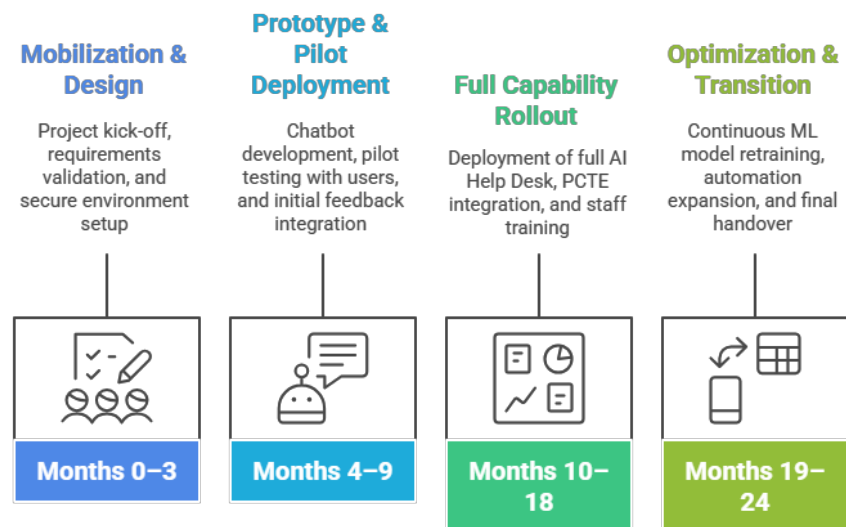 Mobilization &
Design
Project kick-off,
requirements
validation, and
secure environment
setup
Months 0–3
Prototype &
Pilot
Deployment
Chatbot
development, pilot
testing with users,
and initial feedback
integration
Months 4–9
Full Capability
Rollout
Deployment of full AI
Help Desk, PCTE
integration, and staff
training
Months 10–
18
Optimization &
Transition
Continuous ML
model retraining,
automation
expansion, and final
handover
Months 19–
24